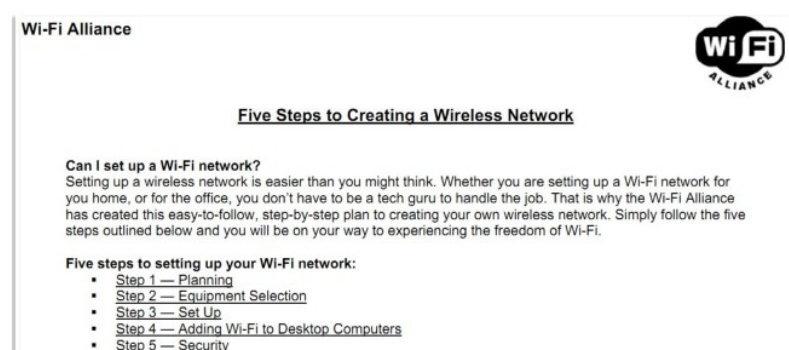 Wi-Fi Alliance
Wi Fi
ALLIANCE
Five Steps to Creating a Wireless Network
Can I set up a Wi-Fi network?
Setting up a wireless network is easier than you might think. Whether you are setting up a Wi-Fi network for
you home, or for the office, you don't have to be a tech guru to handle the job. That is why the Wi-Fi Alliance
has created this easy-to-follow, step-by-step plan to creating your own wireless network. Simply follow the five
steps outlined below and you will be on your way to experiencing the freedom of Wi-Fi.
Five steps to setting up your Wi-Fi network:
▪ Step 1 — Planning
▪ Step 2 — Equipment Selection
▪ Step 3 — Set Up
▪ Step 4 — Adding Wi-Fi to Desktop Computers
▪ Step 5 — Security